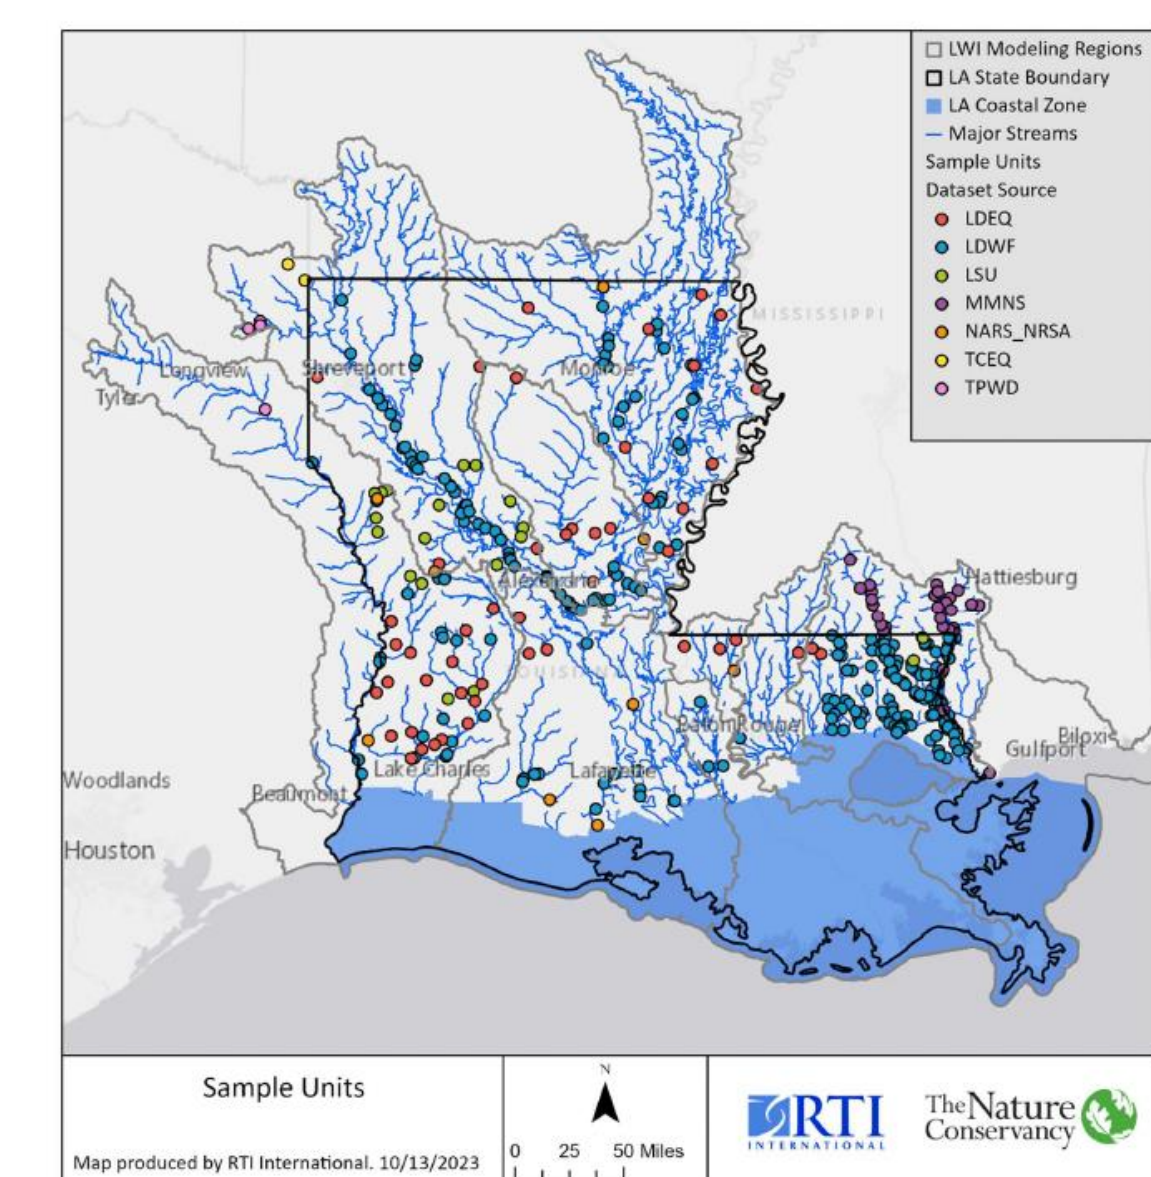 LWI Modeling Regions
LA State Boundary
LA Coastal Zone
Major Streams
Sample Units
Dataset Source
LDEQ
LDWF
LSU
MMNS
NARS_NRSA
TCEQ
TPWD
MISSISSIPPI
Longview
Shreveport
Monroe
Tyler
Alexandria
Hattiesburg
LOUISIANA
Baton Rouge
Biloxi
Gulfport
Woodlands
Lake Charles
Lafayette
Beaumont
Houston
Sample Units
Map produced by RTI International. 10/13/2023
N
0 25 50 Miles
RTI
INTERNATIONAL
The Nature
Conservancy